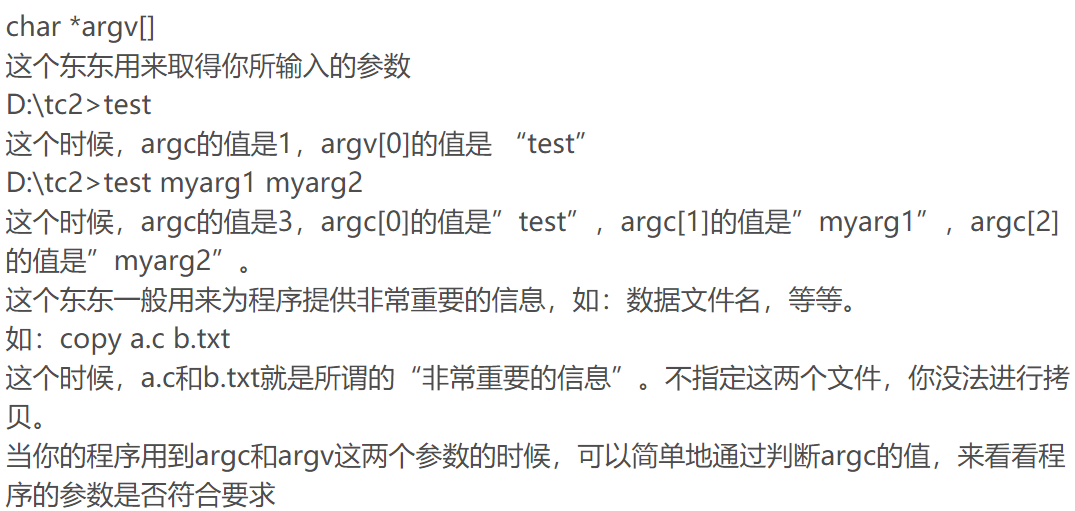 char *argv[]
这个东东用来取得你所输入的参数
D:\tc2>test
这个时候，argc的值是1，argv[0]的值是 “test”
D:\tc2>test myarg1 myarg2
这个时候，argc的值是3，argc[0]的值是”test”，argc[1]的值是”myarg1”，argc[2]
的值是”myarg2”。
这个东东一般用来为程序提供非常重要的信息，如：数据文件名，等等。
如：copy a.c b.txt
这个时候，a.c和b.txt就是所谓的“非常重要的信息”。不指定这两个文件，你没法进行拷
贝。
当你的程序用到argc和argv这两个参数的时候，可以简单地通过判断argc的值，来看看程
序的参数是否符合要求